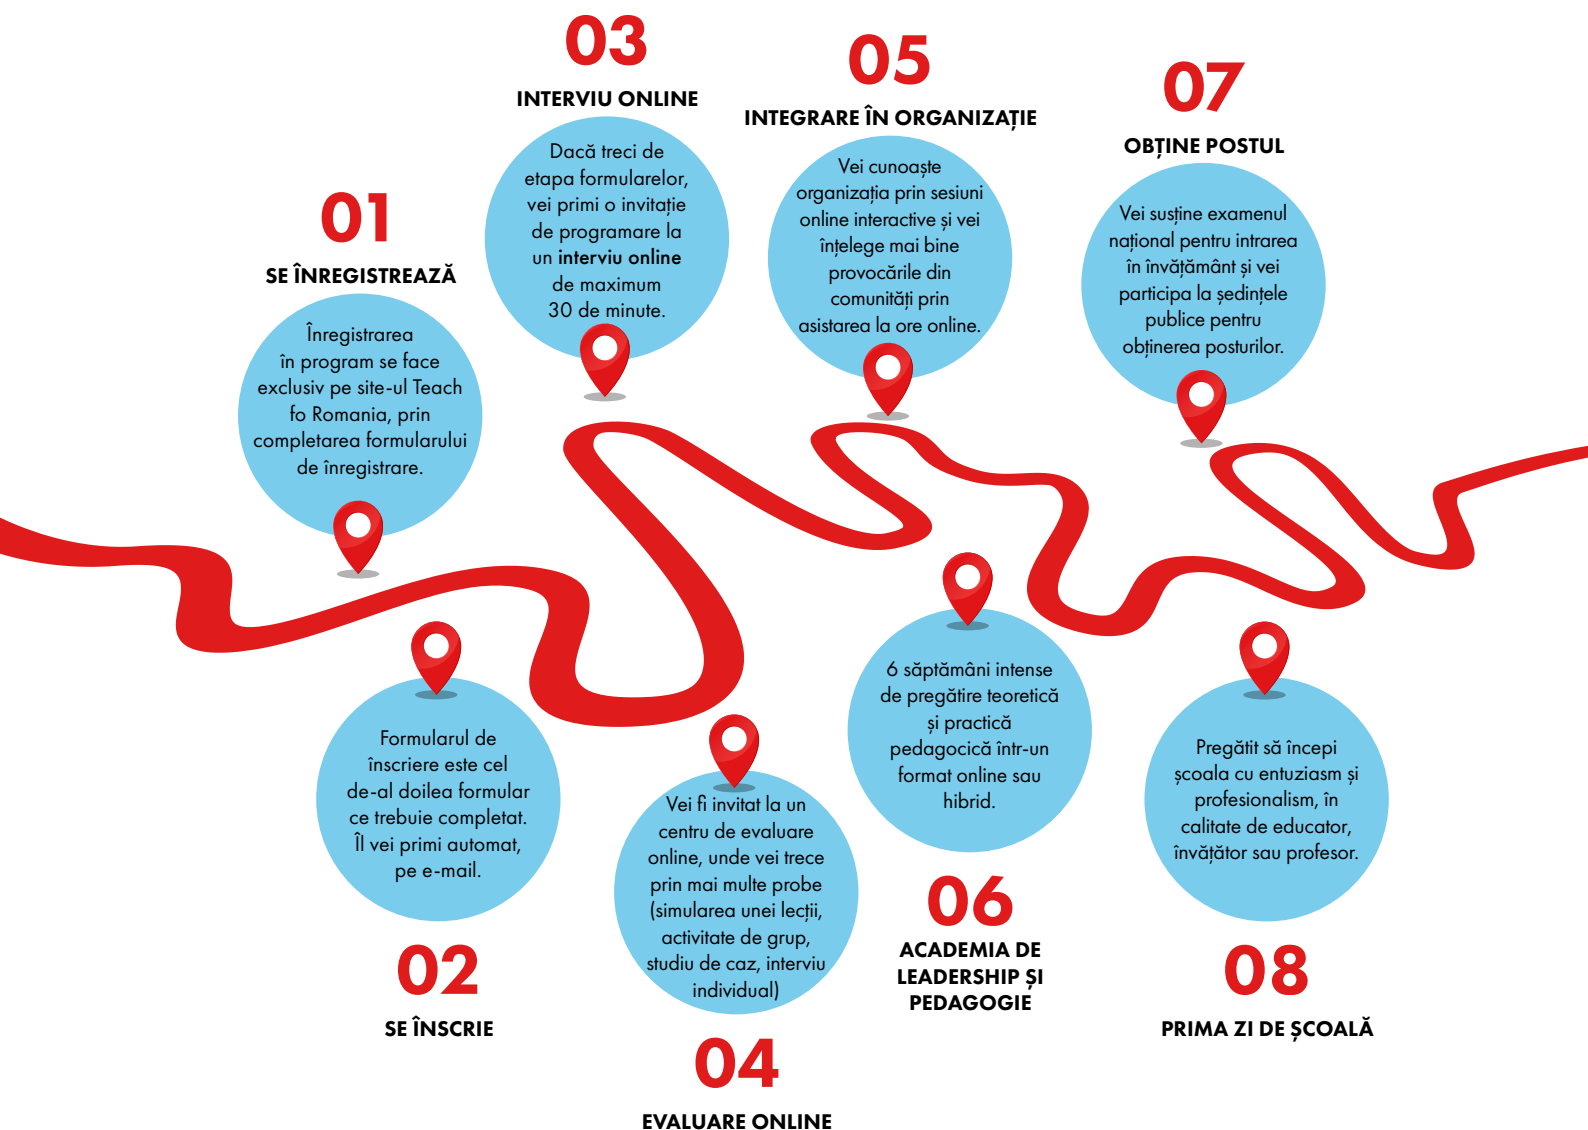 01
SE ÎNREGISTREAZĂ
Înregistrarea
în program se face
exclusiv pe site-ul Teach
fo Romania, prin
completarea formularului
de înregistrare.
Formularul de
înscriere este cel
de-al doilea formular
ce trebuie completat.
Îl vei primi automat,
pe e-mail.
02
SE ÎNSCRIE
03
INTERVIU ONLINE
Dacă treci de
etapa formularelor,
vei primi o invitație
de programare la
un interviu online
de maximum
30 de minute.
Vei fi invitat la un
centru de evaluare
online, unde vei trece
prin mai multe probe
(simularea unei lecții,
activitate de grup,
studiu de caz, interviu
individual)
04
EVALUARE ONLINE
05
INTEGRARE ÎN ORGANIZAȚIE
Vei cunoaște
organizația prin sesiuni
online interactive și vei
înțelege mai bine
provocările din
comunități prin
asistarea la ore online.
6 săptămâni intense
de pregătire teoretică
și practică
pedagocică într-un
format online sau
hibrid.
06
ACADEMIA DE
LEADERSHIP ȘI
PEDAGOGIE
07
OBȚINE POSTUL
Vei susține examenul
național pentru intrarea
în învățământ și vei
participa la ședințele
publice pentru
obținerea posturilor.
Pregătit să începi
școala cu entuziasm și
profesionalism, în
calitate de educator,
învățător sau profesor.
08
PRIMA ZI DE ȘCOALĂ